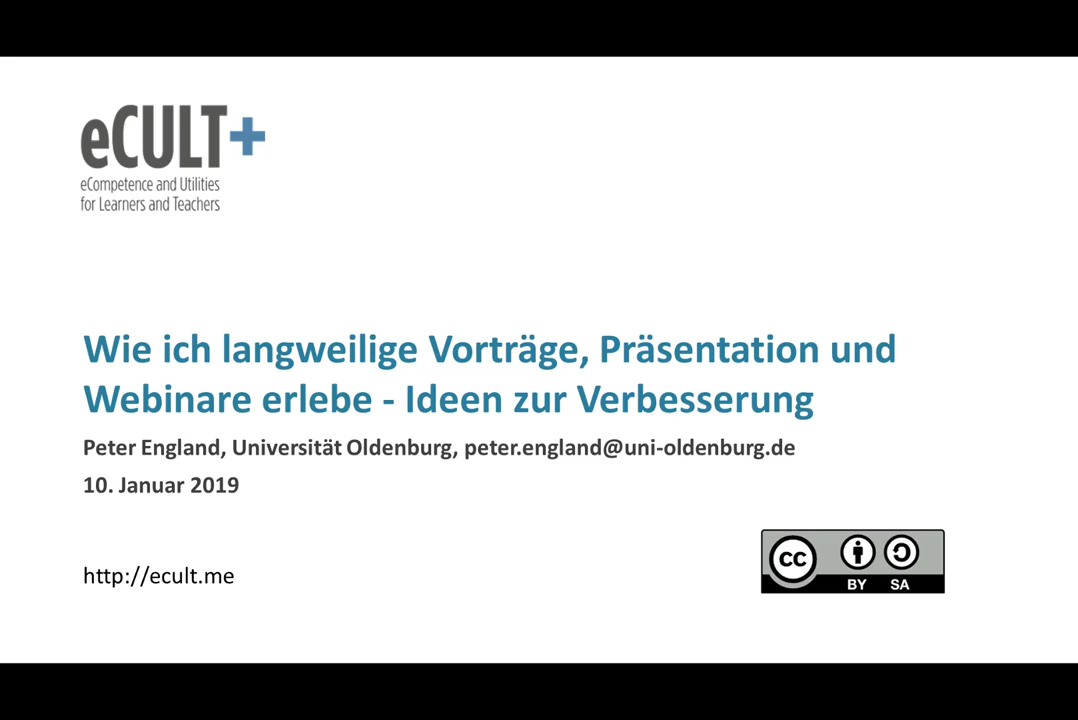 eCULT+
eCompetence and Utilities
for Learners and Teachers
Wie ich langweilige Vorträge, Präsentation und
Webinare erlebe - Ideen zur Verbesserung
Peter England, Universität Oldenburg, peter.england@uni-oldenburg.de
10. Januar 2019
http://ecult.me
cc
BY SA